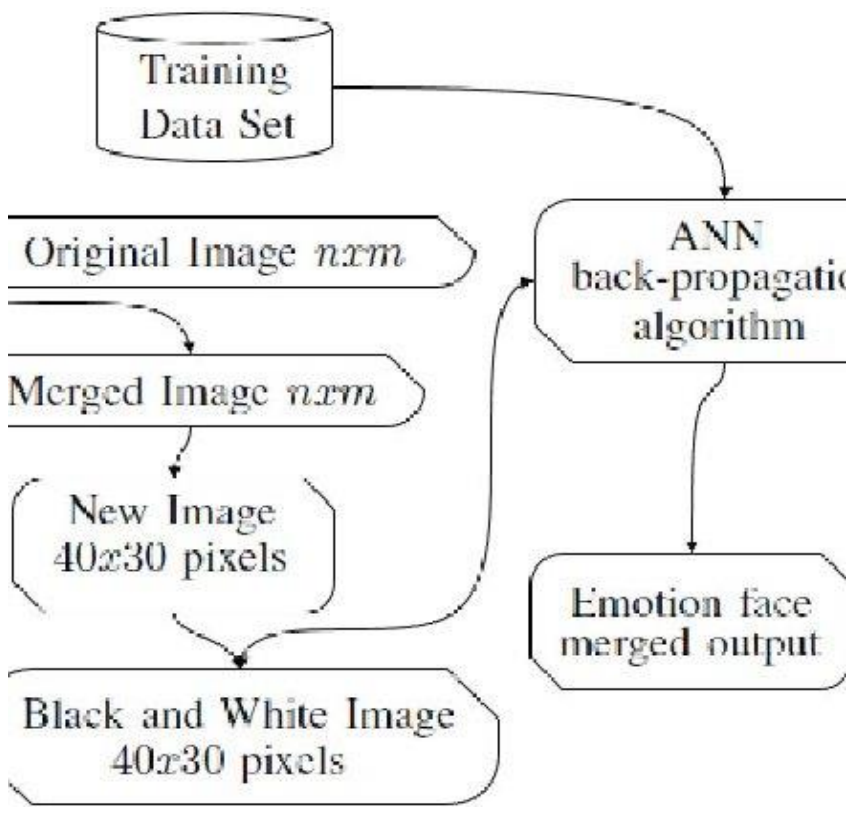 Training
Data Set
Original Image nxm
ANN
back-propagatio
algorithm
Merged Image nxm
New Image
40x30 pixels
Emotion face
merged output
Black and White Image
40x30 pixels